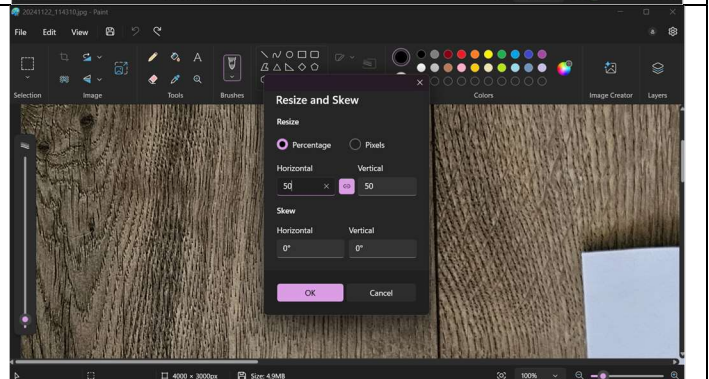 20241122_114310.jpg - Paint
File Edit View
Selection Image Tools Brushes Colors Image Creator Layers
Resize and Skew
Resize
Percentage Pixels
Horizontal Vertical
50 50
Skew
Horizontal Vertical
0° 0°
OK Cancel
4000 × 3000px Size: 4.9MB 100%